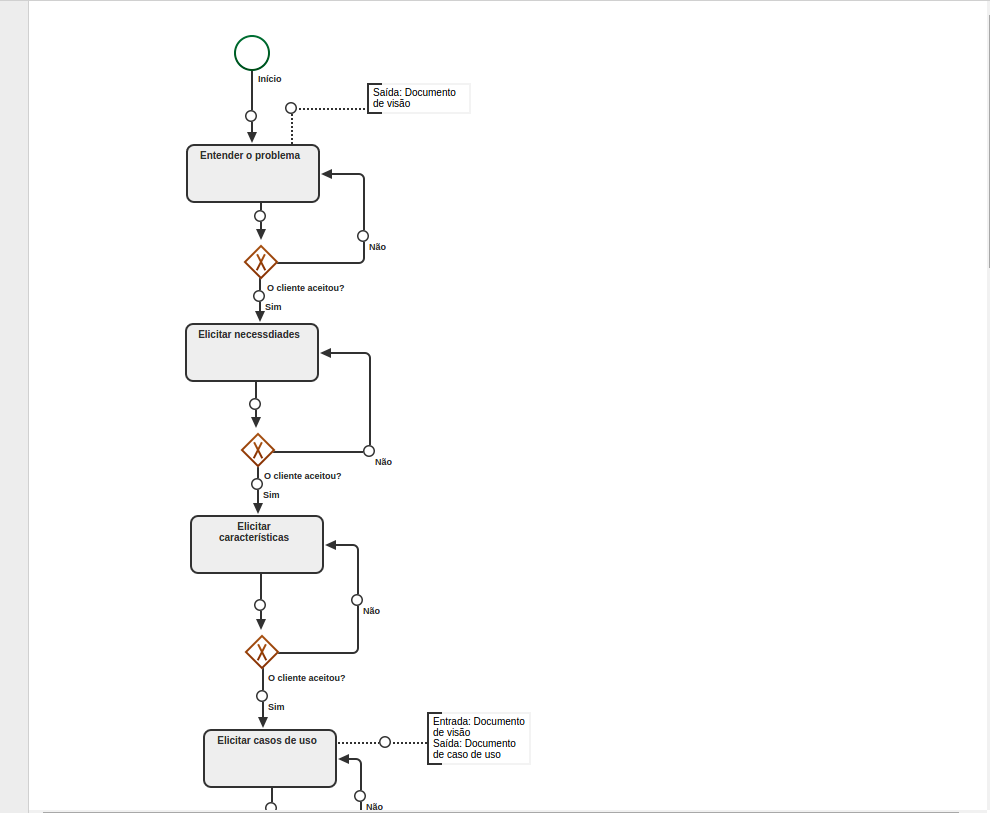 Início
Saída: Documento
de visão
Entender o problema
Não
O cliente aceitou?
Sim
Elicitar necessdiades
Não
O cliente aceitou?
Sim
Elicitar
características
Não
O cliente aceitou?
Sim
Elicitar casos de uso
Entrada: Documento
de visão
Saída: Documento
de caso de uso
Não